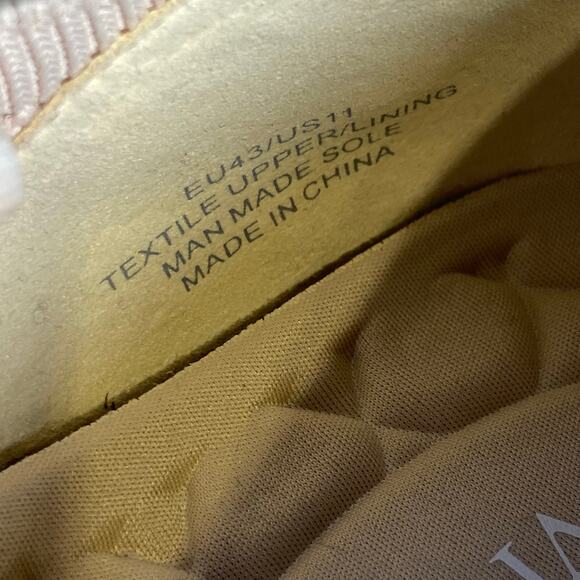 EU43/US11
TEXTILE UPPER/LINING
MAN MADE SOLE
MADE IN CHINA